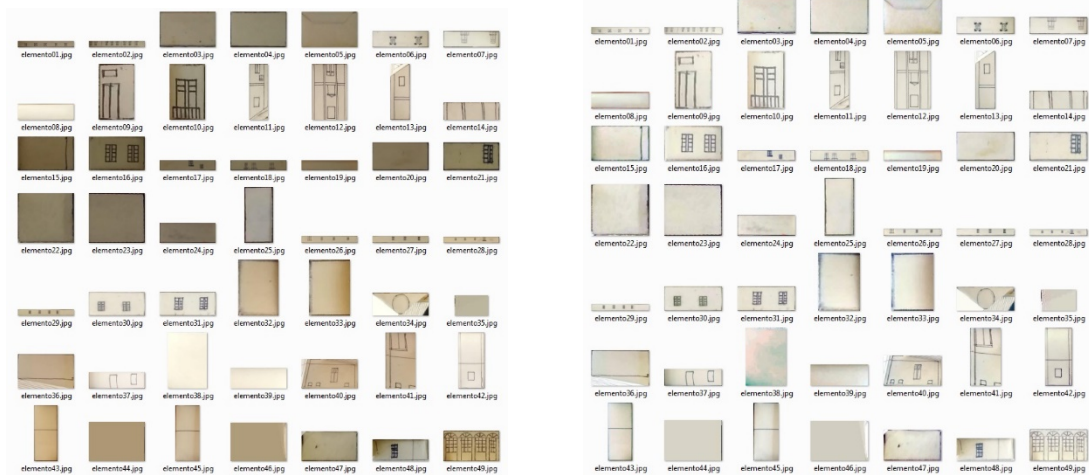 elemento01.jpg elemento02.jpg elemento03.jpg elemento04.jpg elemento05.jpg elemento06.jpg elemento07.jpg
elemento08.jpg elemento09.jpg elemento10.jpg elemento11.jpg elemento12.jpg elemento13.jpg elemento14.jpg
elemento15.jpg elemento16.jpg elemento17.jpg elemento18.jpg elemento19.jpg elemento20.jpg elemento21.jpg
elemento22.jpg elemento23.jpg elemento24.jpg elemento25.jpg elemento26.jpg elemento27.jpg elemento28.jpg
elemento29.jpg elemento30.jpg elemento31.jpg elemento32.jpg elemento33.jpg elemento34.jpg elemento35.jpg
elemento36.jpg elemento37.jpg elemento38.jpg elemento39.jpg elemento40.jpg elemento41.jpg elemento42.jpg
elemento43.jpg elemento44.jpg elemento45.jpg elemento46.jpg elemento47.jpg elemento48.jpg elemento49.jpg
elemento01.jpg elemento02.jpg elemento03.jpg elemento04.jpg elemento05.jpg elemento06.jpg elemento07.jpg
elemento08.jpg elemento09.jpg elemento10.jpg elemento11.jpg elemento12.jpg elemento13.jpg elemento14.jpg
elemento15.jpg elemento16.jpg elemento17.jpg elemento18.jpg elemento19.jpg elemento20.jpg elemento21.jpg
elemento22.jpg elemento23.jpg elemento24.jpg elemento25.jpg elemento26.jpg elemento27.jpg elemento28.jpg
elemento29.jpg elemento30.jpg elemento31.jpg elemento32.jpg elemento33.jpg elemento34.jpg elemento35.jpg
elemento36.jpg elemento37.jpg elemento38.jpg elemento39.jpg elemento40.jpg elemento41.jpg elemento42.jpg
elemento43.jpg elemento44.jpg elemento45.jpg elemento46.jpg elemento47.jpg elemento48.jpg elemento49.jpg